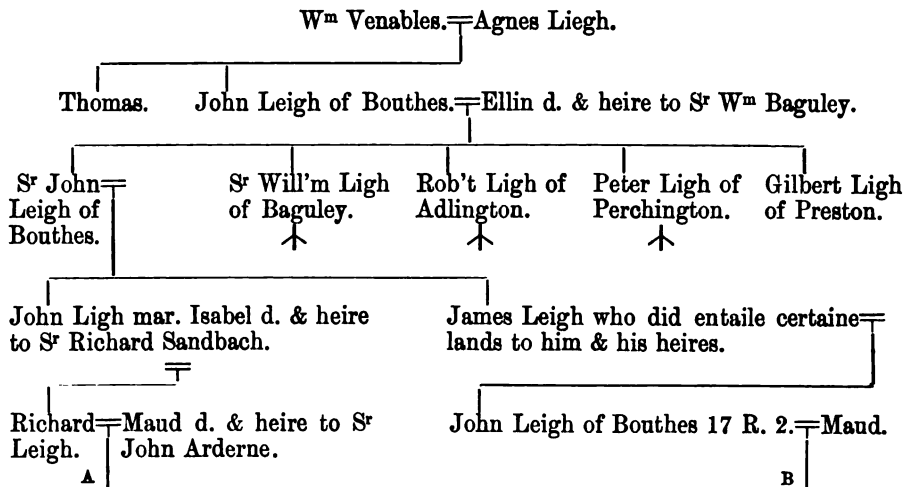 Wᵐ Venables. Agnes Liegh.
Thomas. John Leigh of Bouthes. Ellin d. & heire to Sʳ Wᵐ Baguley.
Sʳ John
Leigh of
Bouthes.
Sʳ Will'm Ligh
of Baguley.
Rob't Ligh of
Adlington.
Peter Ligh of
Perchington.
Gilbert Ligh
of Preston.
John Ligh mar. Isabel d. & heire
to Sʳ Richard Sandbach.
James Leigh who did entaile certaine
lands to him & his heires.
Richard
Leigh.
Maud d. & heire to Sʳ
John Arderne.
John Leigh of Bouthes 17 R. 2. Maud.
A
B